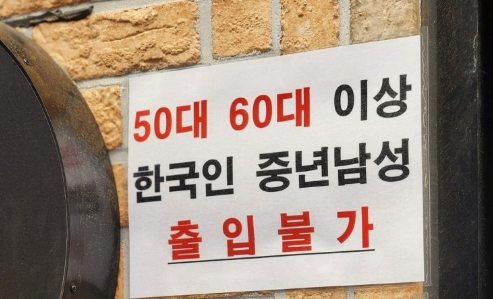 50대 60대 이상
한국인 중년남성
출 입 불 가